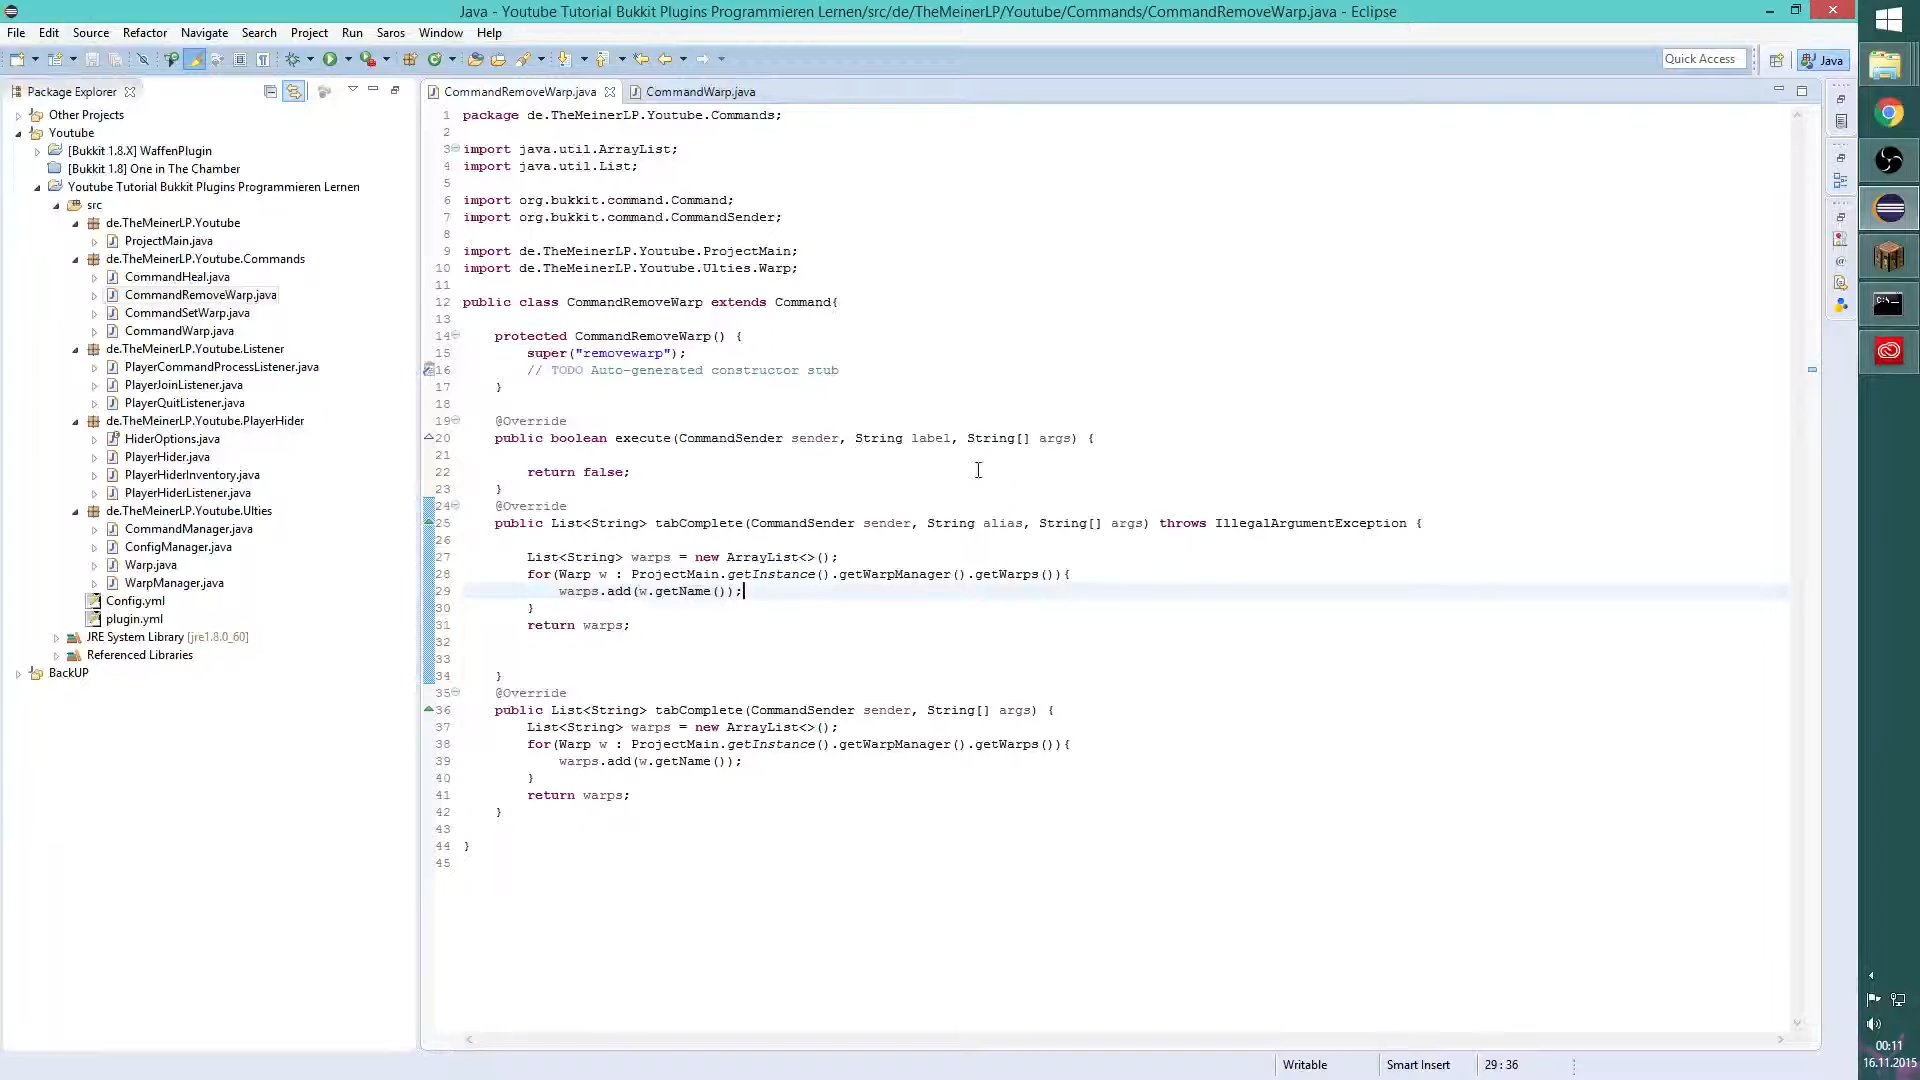 Java - Youtube Tutorial Bukkit Plugins Programmieren Lernen/src/de/TheMeinerLP/Youtube/Commands/CommandRemoveWarp.java - Eclipse
File Edit Source Refactor Navigate Search Project Run Saros Window Help
Quick Access
Java
Package Explorer
Other Projects
Youtube
[Bukkit 1.8.X] WaffenPlugin
[Bukkit 1.8] One in The Chamber
Youtube Tutorial Bukkit Plugins Programmieren Lernen
src
de.TheMeinerLP.Youtube
ProjectMain.java
de.TheMeinerLP.Youtube.Commands
CommandHeal.java
CommandRemoveWarp.java
CommandSetWarp.java
CommandWarp.java
de.TheMeinerLP.Youtube.Listener
PlayerCommandProcessListener.java
PlayerJoinListener.java
PlayerQuitListener.java
de.TheMeinerLP.Youtube.PlayerHider
HiderOptions.java
PlayerHider.java
PlayerHiderInventory.java
PlayerHiderListener.java
de.TheMeinerLP.Youtube.Ulties
CommandManager.java
ConfigManager.java
Warp.java
WarpManager.java
Config.yml
plugin.yml
JRE System Library [jre1.8.0_60]
Referenced Libraries
BackUP
CommandRemoveWarp.java CommandWarp.java
1 package de.TheMeinerLP.Youtube.Commands;
2
3 import java.util.ArrayList;
4 import java.util.List;
5
6 import org.bukkit.command.Command;
7 import org.bukkit.command.CommandSender;
8
9 import de.TheMeinerLP.Youtube.ProjectMain;
10 import de.TheMeinerLP.Youtube.Ulties.Warp;
11
12 public class CommandRemoveWarp extends Command{
13
14 protected CommandRemoveWarp() {
15 super("removewarp");
16 // TODO Auto-generated constructor stub
17 }
18
19 @Override
20 public boolean execute(CommandSender sender, String label, String[] args) {
21
22 return false;
23 }
24 @Override
25 public List<String> tabComplete(CommandSender sender, String alias, String[] args) throws IllegalArgumentException {
26
27 List<String> warps = new ArrayList<>();
28 for(Warp w : ProjectMain.getInstance().getWarpManager().getWarps()){
29 warps.add(w.getName());
30 }
31 return warps;
32
33
34 }
35 @Override
36 public List<String> tabComplete(CommandSender sender, String[] args) {
37 List<String> warps = new ArrayList<>();
38 for(Warp w : ProjectMain.getInstance().getWarpManager().getWarps()){
39 warps.add(w.getName());
40 }
41 return warps;
42 }
43
44 }
45
Writable Smart Insert 29 : 36
00:11
16.11.2015